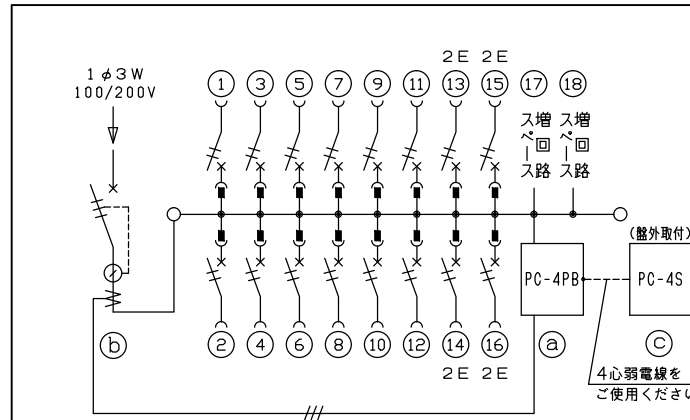 1φ3W
100/200V
2E 2E
① ③ ⑤ ⑦ ⑨ ⑪ ⑬ ⑮ ⑰ ⑱
増回路
スペース
増回路
スペース
(盤外取付)
PC-4PB
PC-4S
ⓑ ② ④ ⑥ ⑧ ⑩ ⑫ ⑭ ⑯ ⓐ ⓒ
2E 2E
4心弱電線を
ご使用くださ